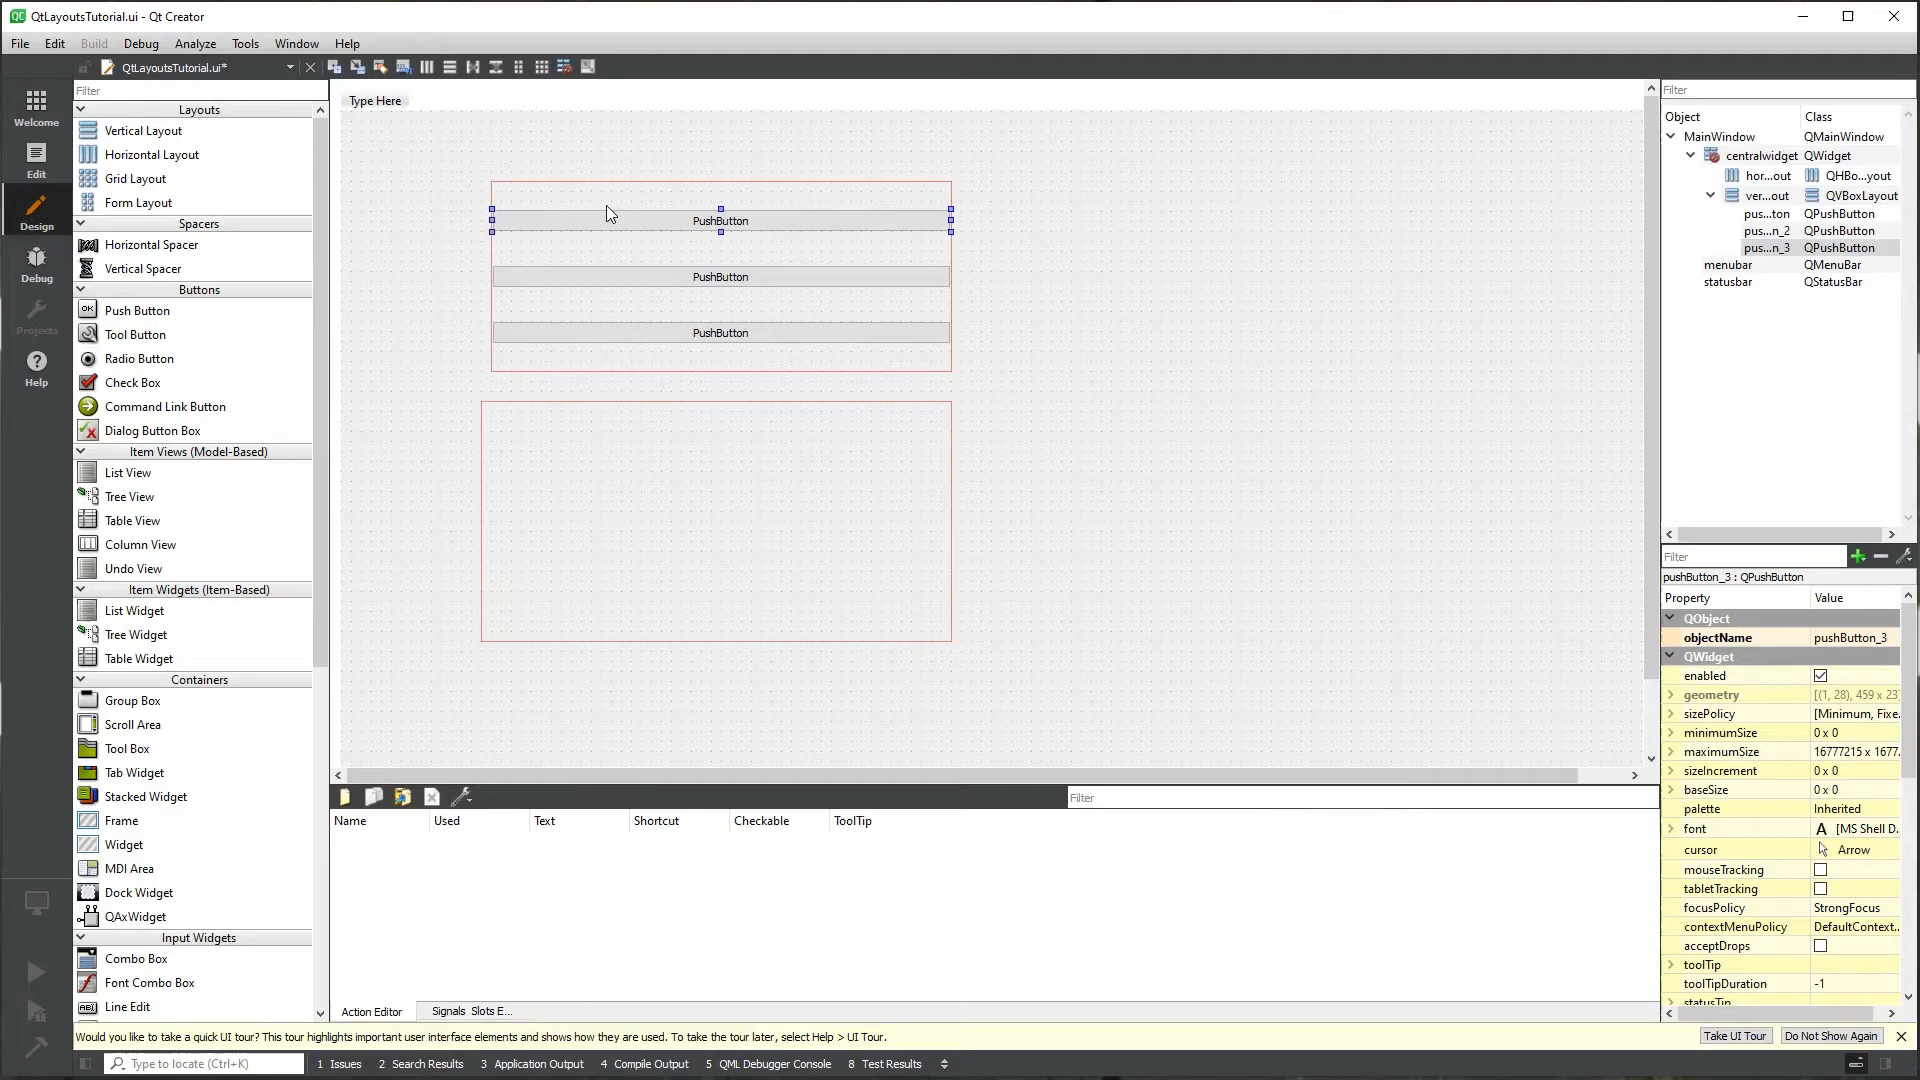 QtLayoutsTutorial.ui - Qt Creator
File Edit Build Debug Analyze Tools Window Help
QtLayoutsTutorial.ui*
Welcome
Edit
Design
Debug
Projects
Help
Filter
Layouts
Vertical Layout
Horizontal Layout
Grid Layout
Form Layout
Spacers
Horizontal Spacer
Vertical Spacer
Buttons
Push Button
Tool Button
Radio Button
Check Box
Command Link Button
Dialog Button Box
Item Views (Model-Based)
List View
Tree View
Table View
Column View
Undo View
Item Widgets (Item-Based)
List Widget
Tree Widget
Table Widget
Containers
Group Box
Scroll Area
Tool Box
Tab Widget
Stacked Widget
Frame
Widget
MDI Area
Dock Widget
QAxWidget
Input Widgets
Combo Box
Font Combo Box
Line Edit
Type Here
PushButton
PushButton
PushButton
Filter
Name Used Text Shortcut Checkable ToolTip
Action Editor Signals Slots E...
Filter
Object Class
MainWindow QMainWindow
centralwidget QWidget
hor...out QHBo...yout
ver...out QVBoxLayout
pus...ton QPushButton
pus...n_2 QPushButton
pus...n_3 QPushButton
menubar QMenuBar
statusbar QStatusBar
Filter
pushButton_3 : QPushButton
Property Value
QObject
objectName pushButton_3
QWidget
enabled
geometry [(1, 28), 459 x 23]
sizePolicy [Minimum, Fixe...
minimumSize 0 x 0
maximumSize 16777215 x 1677...
sizeIncrement 0 x 0
baseSize 0 x 0
palette Inherited
font A [MS Shell D...
cursor Arrow
mouseTracking
tabletTracking
focusPolicy StrongFocus
contextMenuPolicy DefaultContext...
acceptDrops
toolTip
toolTipDuration -1
statusTip
Would you like to take a quick UI tour? This tour highlights important user interface elements and shows how they are used. To take the tour later, select Help > UI Tour.
Take UI Tour Do Not Show Again
Type to locate (Ctrl+K) 1 Issues 2 Search Results 3 Application Output 4 Compile Output 5 QML Debugger Console 8 Test Results